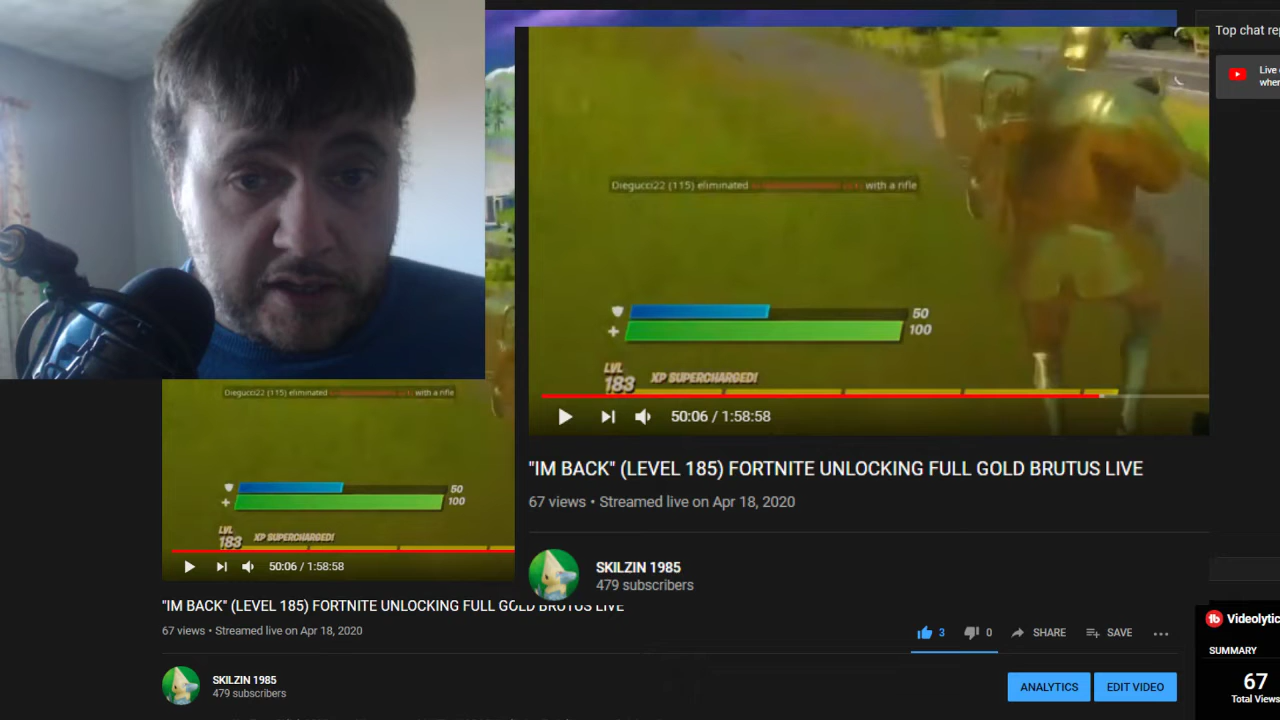 Top chat rep
Live
wher
Diegucci22 (115) eliminated
with a rifle
50
100
LVL
183 XP SUPERCHARGED!
50:06 / 1:58:58
"IM BACK" (LEVEL 185) FORTNITE UNLOCKING FULL GOLD BRUTUS LIVE
67 views • Streamed live on Apr 18, 2020
SKILZIN 1985
479 subscribers
Diegucci22 (115) eliminated
with a rifle
50
100
LVL
183 XP SUPERCHARGED!
50:06 / 1:58:58
"IM BACK" (LEVEL 185) FORTNITE UNLOCKING FULL GOLD BRUTUS LIVE
67 views • Streamed live on Apr 18, 2020
3 0 SHARE SAVE
SKILZIN 1985
479 subscribers
ANALYTICS EDIT VIDEO
tb Videolytic
SUMMARY
67
Total Views